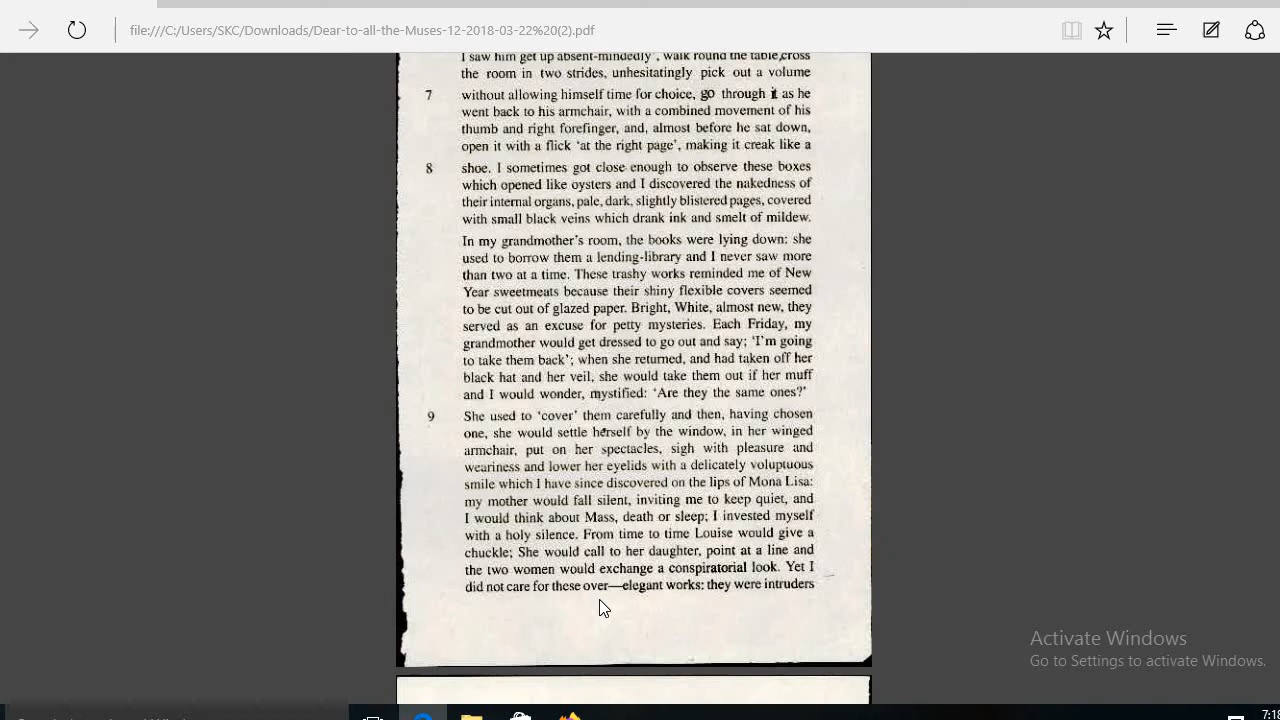 file:///C:/Users/SKC/Downloads/Dear-to-all-the-Muses-12-2018-03-22%20(2).pdf
I saw him get up absent-mindedly', walk round the table,cross
the room in two strides, unhesitatingly pick out a volume
7 without allowing himself time for choice, go through it as he
went back to his armchair, with a combined movement of his
thumb and right forefinger, and, almost before he sat down,
open it with a flick 'at the right page', making it creak like a
8 shoe. I sometimes got close enough to observe these boxes
which opened like oysters and I discovered the nakedness of
their internal organs, pale, dark, slightly blistered pages, covered
with small black veins which drank ink and smelt of mildew.
In my grandmother's room, the books were lying down: she
used to borrow them a lending-library and I never saw more
than two at a time. These trashy works reminded me of New
Year sweetmeats because their shiny flexible covers seemed
to be cut out of glazed paper. Bright, White, almost new, they
served as an excuse for petty mysteries. Each Friday, my
grandmother would get dressed to go out and say; 'I'm going
to take them back'; when she returned, and had taken off her
black hat and her veil, she would take them out if her muff
and I would wonder, mystified: 'Are they the same ones?'
9 She used to 'cover' them carefully and then, having chosen
one, she would settle herself by the window, in her winged
armchair, put on her spectacles, sigh with pleasure and
weariness and lower her eyelids with a delicately voluptuous
smile which I have since discovered on the lips of Mona Lisa:
my mother would fall silent, inviting me to keep quiet, and
I would think about Mass, death or sleep; I invested myself
with a holy silence. From time to time Louise would give a
chuckle; She would call to her daughter, point at a line and
the two women would exchange a conspiratorial look. Yet I
did not care for these over—elegant works: they were intruders
Activate Windows
Go to Settings to activate Windows.